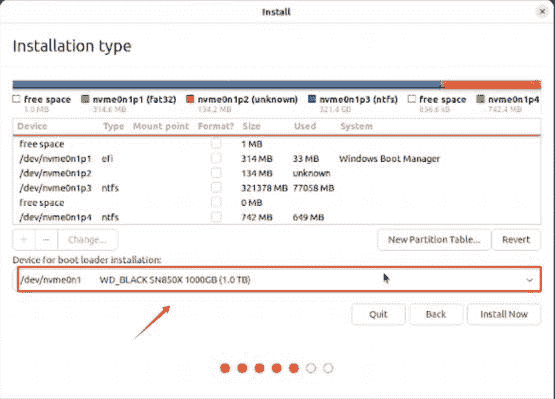 Install
Installation type
free space nvme0n1p1 (fat32) nvme0n1p2 (unknown) nvme0n1p3 (ntfs) free space nvme0n1p4
1.0 MB 314.6 MB 134.2 MB 321.4 GB 856.6 kB 742.4 MB
Device Type Mount point Format? Size Used System
free space 1 MB
/dev/nvme0n1p1 efi 314 MB 33 MB Windows Boot Manager
/dev/nvme0n1p2 134 MB unknown
/dev/nvme0n1p3 ntfs 321378 MB 77058 MB
free space 0 MB
/dev/nvme0n1p4 ntfs 742 MB 649 MB
+ − Change... New Partition Table... Revert
Device for boot loader installation:
/dev/nvme0n1 WD_BLACK SN850X 1000GB (1.0 TB)
Quit Back Install Now